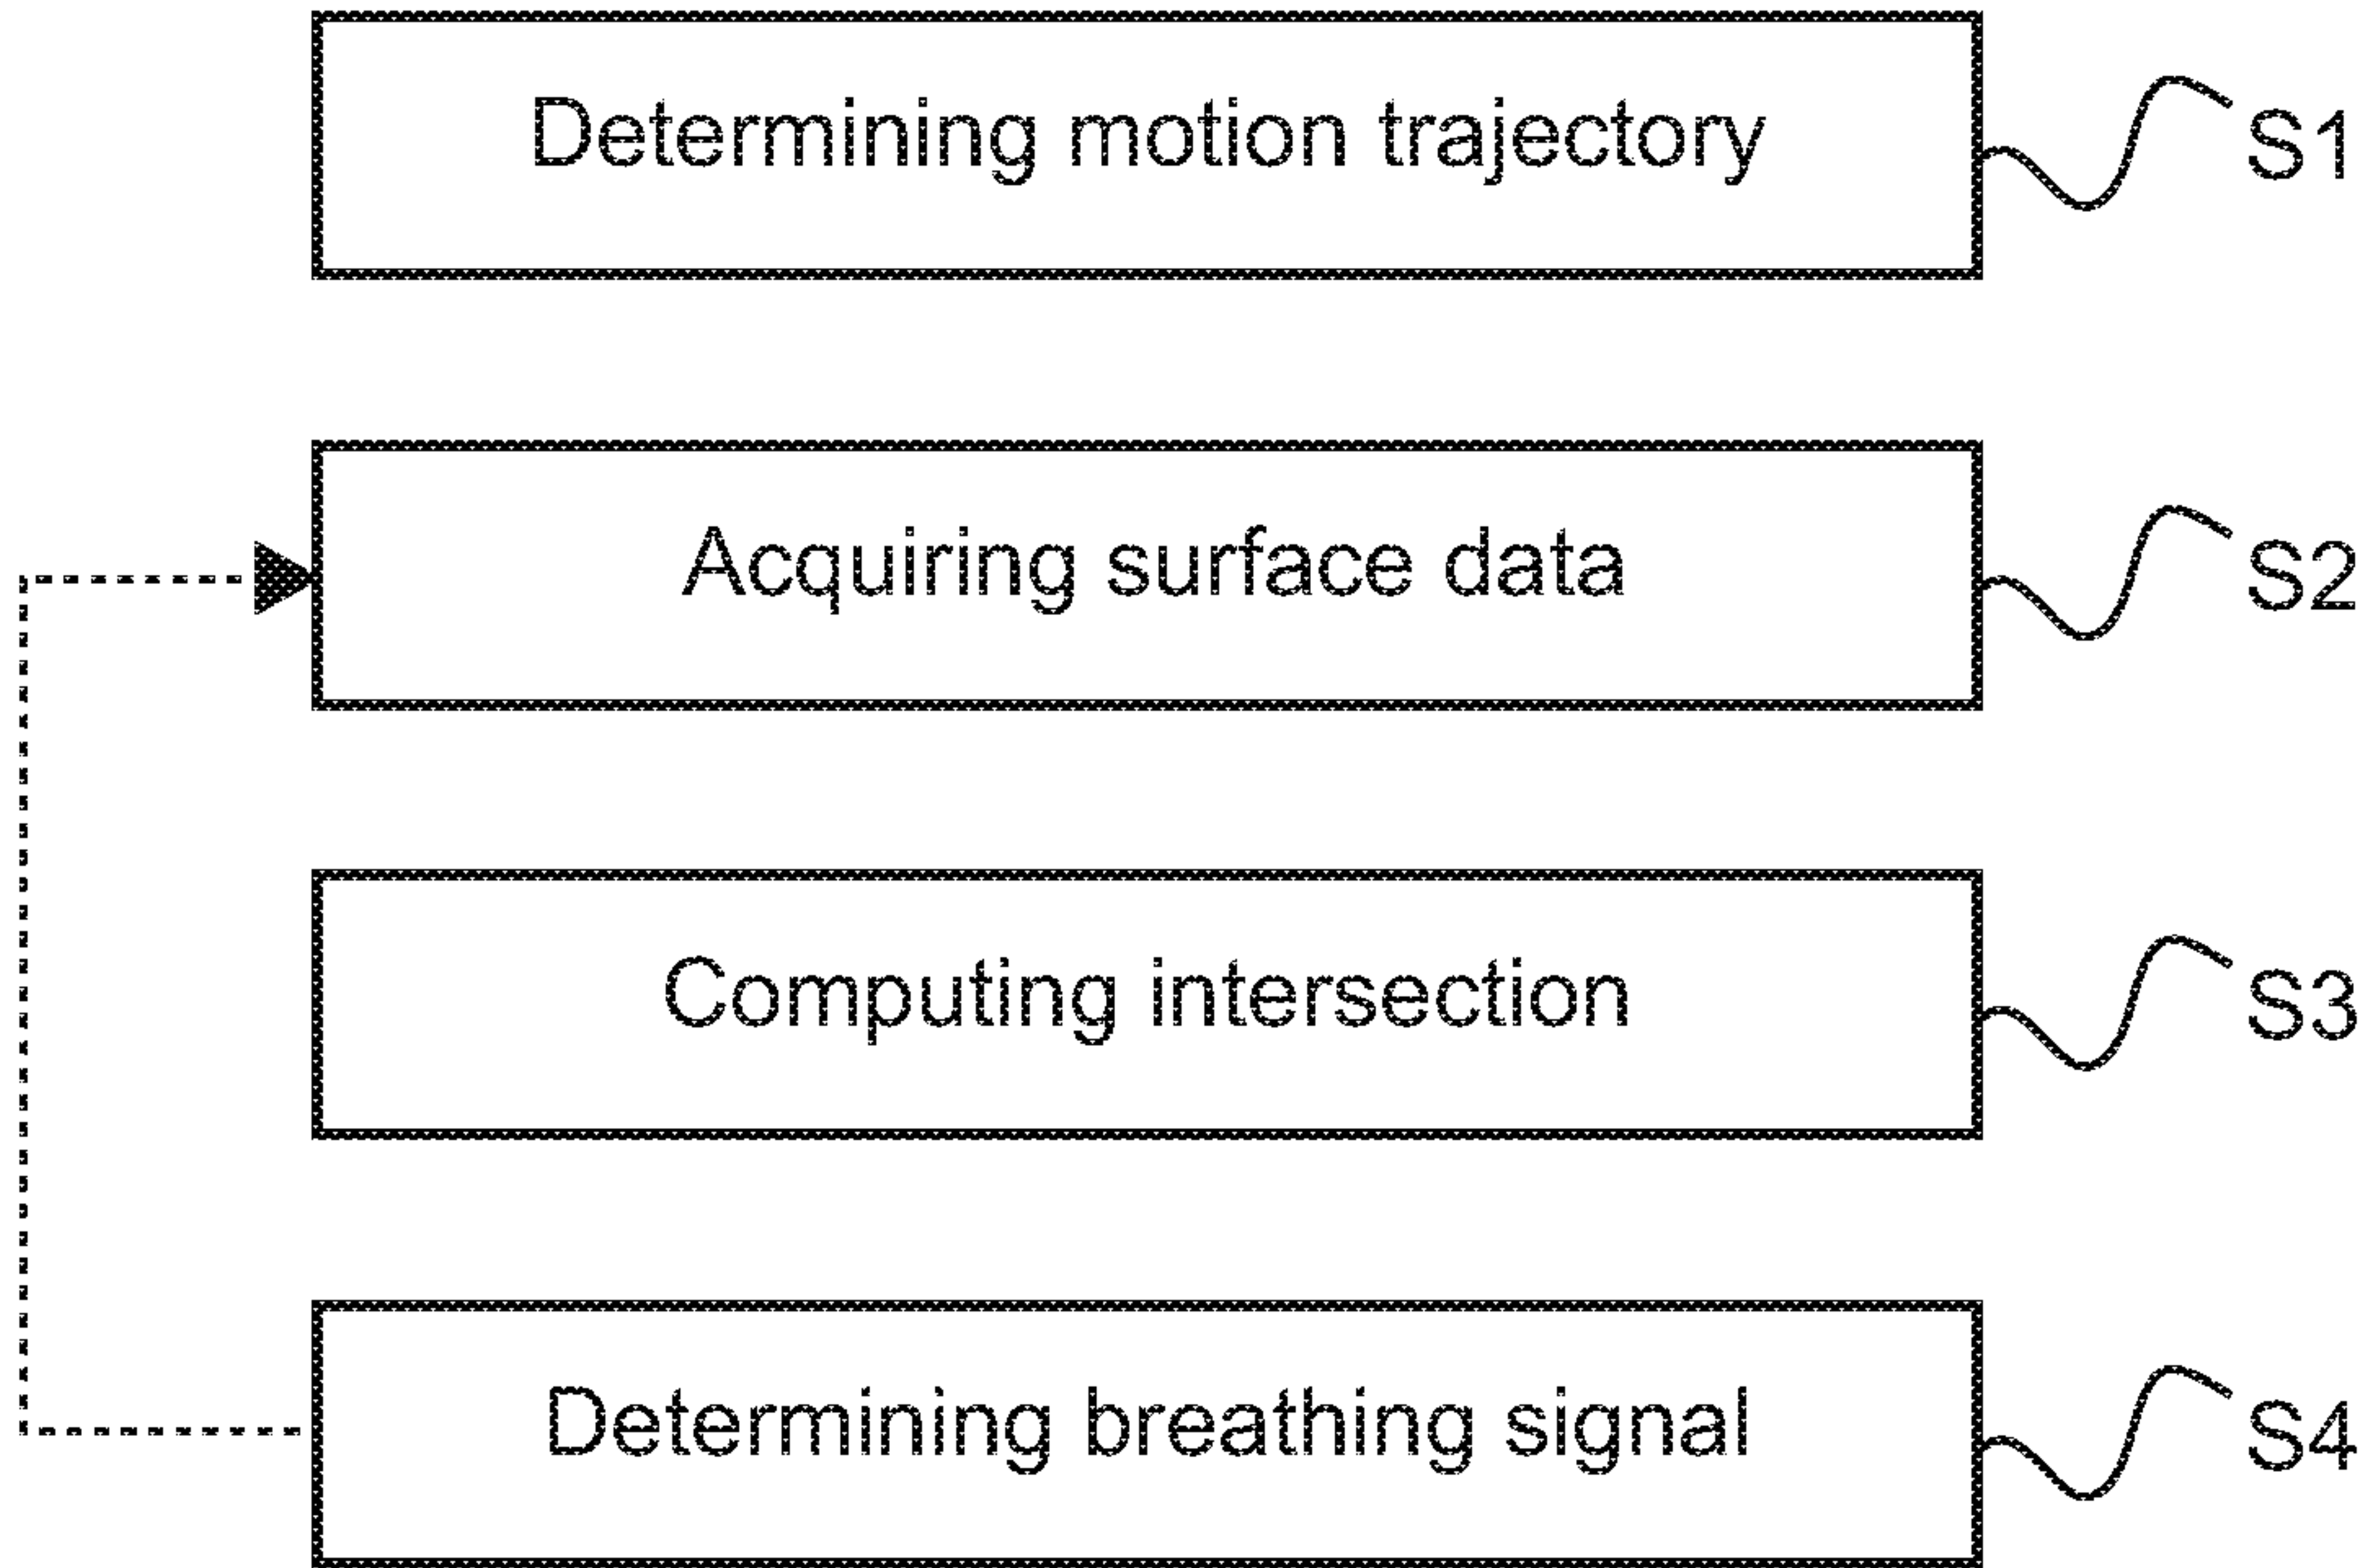 Determining motion trajectory S1
Acquiring surface data S2
Computing intersection S3
Determining breathing signal S4